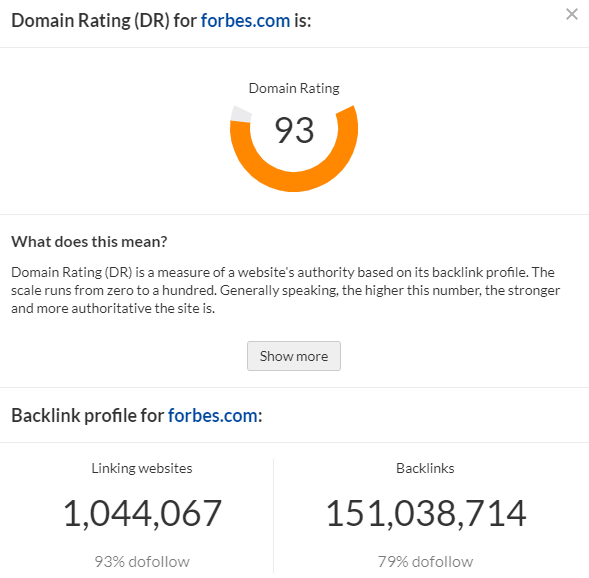 Domain Rating (DR) for forbes.com is:
Domain Rating
93
What does this mean?
Domain Rating (DR) is a measure of a website's authority based on its backlink profile. The
scale runs from zero to a hundred. Generally speaking, the higher this number, the stronger
and more authoritative the site is.
Show more
Backlink profile for forbes.com:
Linking websites
1,044,067
93% dofollow
Backlinks
151,038,714
79% dofollow